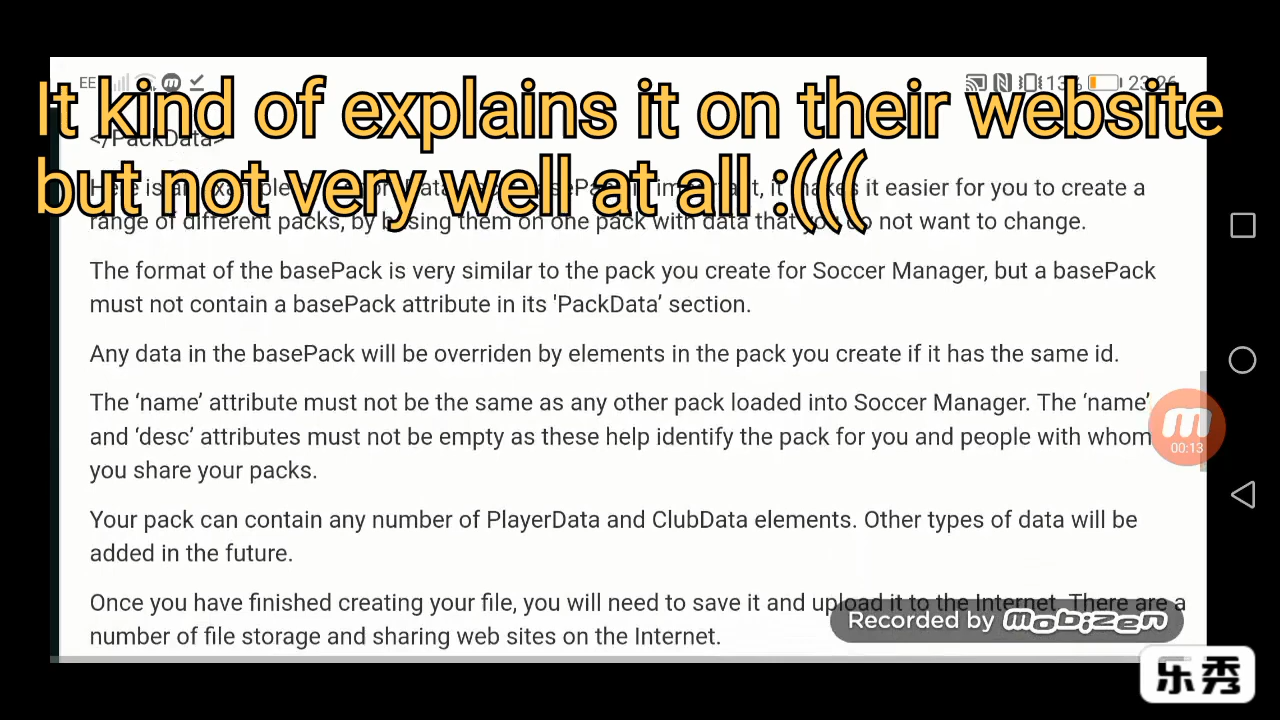 EE
23:26
It kind of explains it on their website
but not very well at all :(((
</PackData>
it makes it easier for you to create a
range of different packs, by basing them on one pack with data that you do not want to change.
The format of the basePack is very similar to the pack you create for Soccer Manager, but a basePack
must not contain a basePack attribute in its 'PackData’ section.
Any data in the basePack will be overriden by elements in the pack you create if it has the same id.
The ‘name’ attribute must not be the same as any other pack loaded into Soccer Manager. The ‘name’
and ‘desc’ attributes must not be empty as these help identify the pack for you and people with whom
you share your packs.
00:13
Your pack can contain any number of PlayerData and ClubData elements. Other types of data will be
added in the future.
Once you have finished creating your file, you will need to save it and upload it to the Internet. There are a
number of file storage and sharing web sites on the Internet.
Recorded by mobizen
乐秀